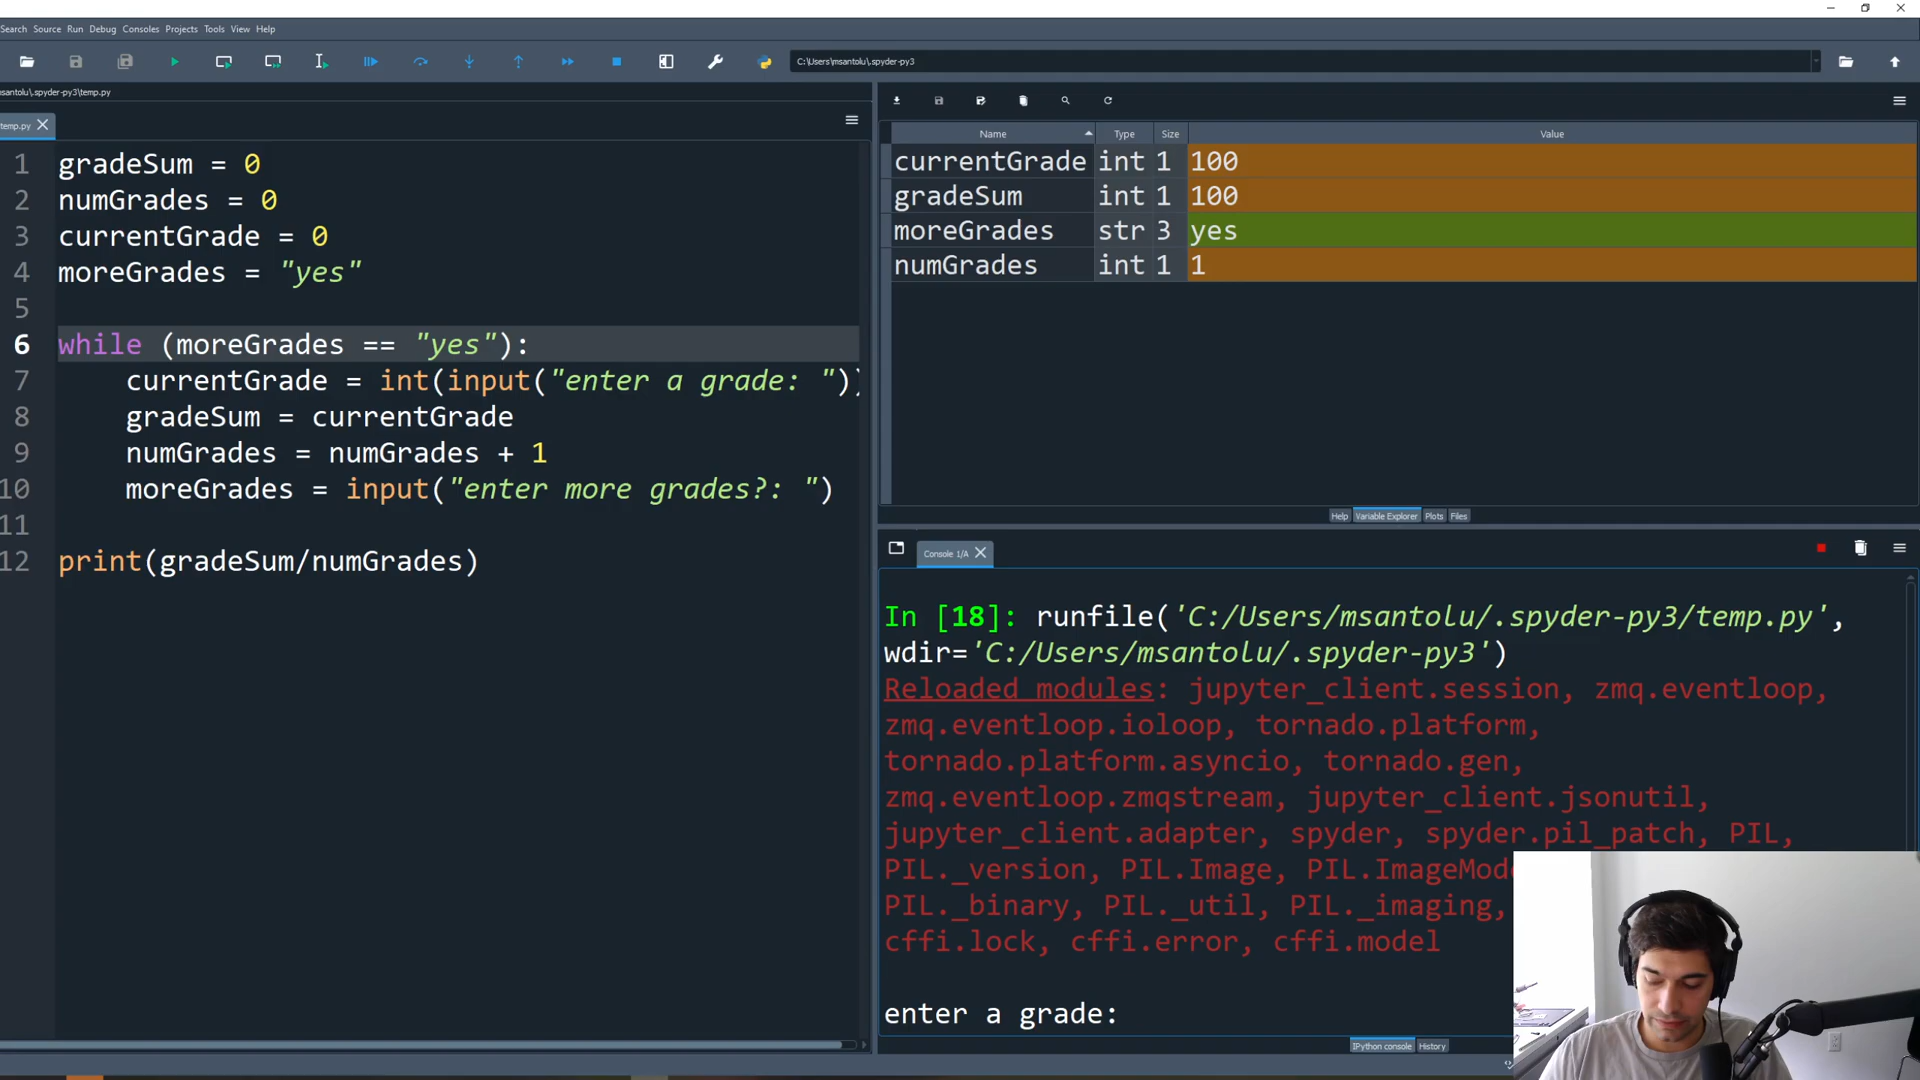 Search Source Run Debug Consoles Projects Tools View Help
C:\Users\msantolu\.spyder-py3
santolu\.spyder-py3\temp.py
temp.py
1 gradeSum = 0
2 numGrades = 0
3 currentGrade = 0
4 moreGrades = "yes"
5
6 while (moreGrades == "yes"):
7 currentGrade = int(input("enter a grade: "))
8 gradeSum = currentGrade
9 numGrades = numGrades + 1
10 moreGrades = input("enter more grades?: ")
11
12 print(gradeSum/numGrades)
Name Type Size Value
currentGrade int 1 100
gradeSum int 1 100
moreGrades str 3 yes
numGrades int 1 1
Help Variable Explorer Plots Files
Console 1/A
In [18]: runfile('C:/Users/msantolu/.spyder-py3/temp.py',
wdir='C:/Users/msantolu/.spyder-py3')
Reloaded modules: jupyter_client.session, zmq.eventloop,
zmq.eventloop.ioloop, tornado.platform,
tornado.platform.asyncio, tornado.gen,
zmq.eventloop.zmqstream, jupyter_client.jsonutil,
jupyter_client.adapter, spyder, spyder.pil_patch, PIL,
PIL._version, PIL.Image, PIL.ImageMod
PIL._binary, PIL._util, PIL._imaging,
cffi.lock, cffi.error, cffi.model
enter a grade:
IPython console History